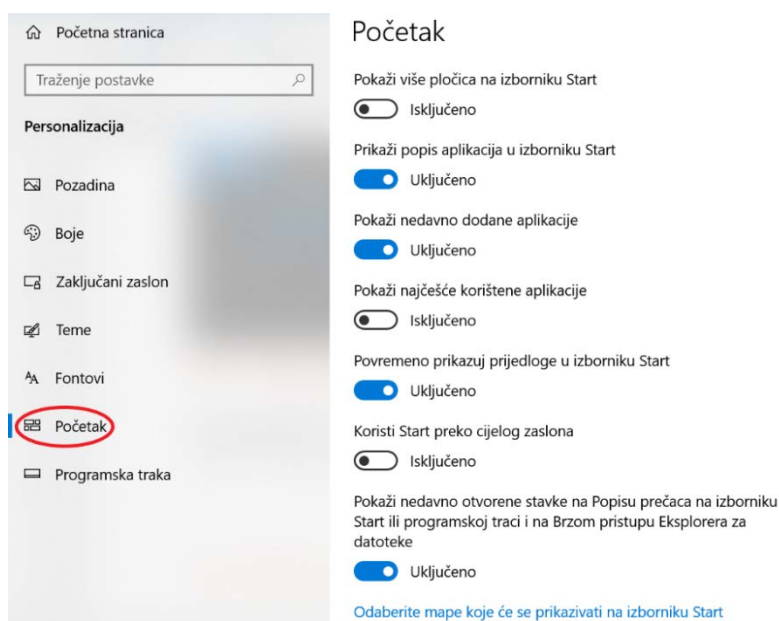 Početna stranica
Traženje postavke
Personalizacija
Pozadina
Boje
Zaključani zaslon
Teme
Fontovi
Početak
Programska traka
Početak
Pokaži više pločica na izborniku Start
Isključeno
Prikaži popis aplikacija u izborniku Start
Uključeno
Pokaži nedavno dodane aplikacije
Uključeno
Pokaži najčešće korištene aplikacije
Isključeno
Povremeno prikazuj prijedloge u izborniku Start
Uključeno
Koristi Start preko cijelog zaslona
Isključeno
Pokaži nedavno otvorene stavke na Popisu prečaca na izborniku
Start ili programskoj traci i na Brzom pristupu Eksplorera za
datoteke
Uključeno
Odaberite mape koje će se prikazivati na izborniku Start